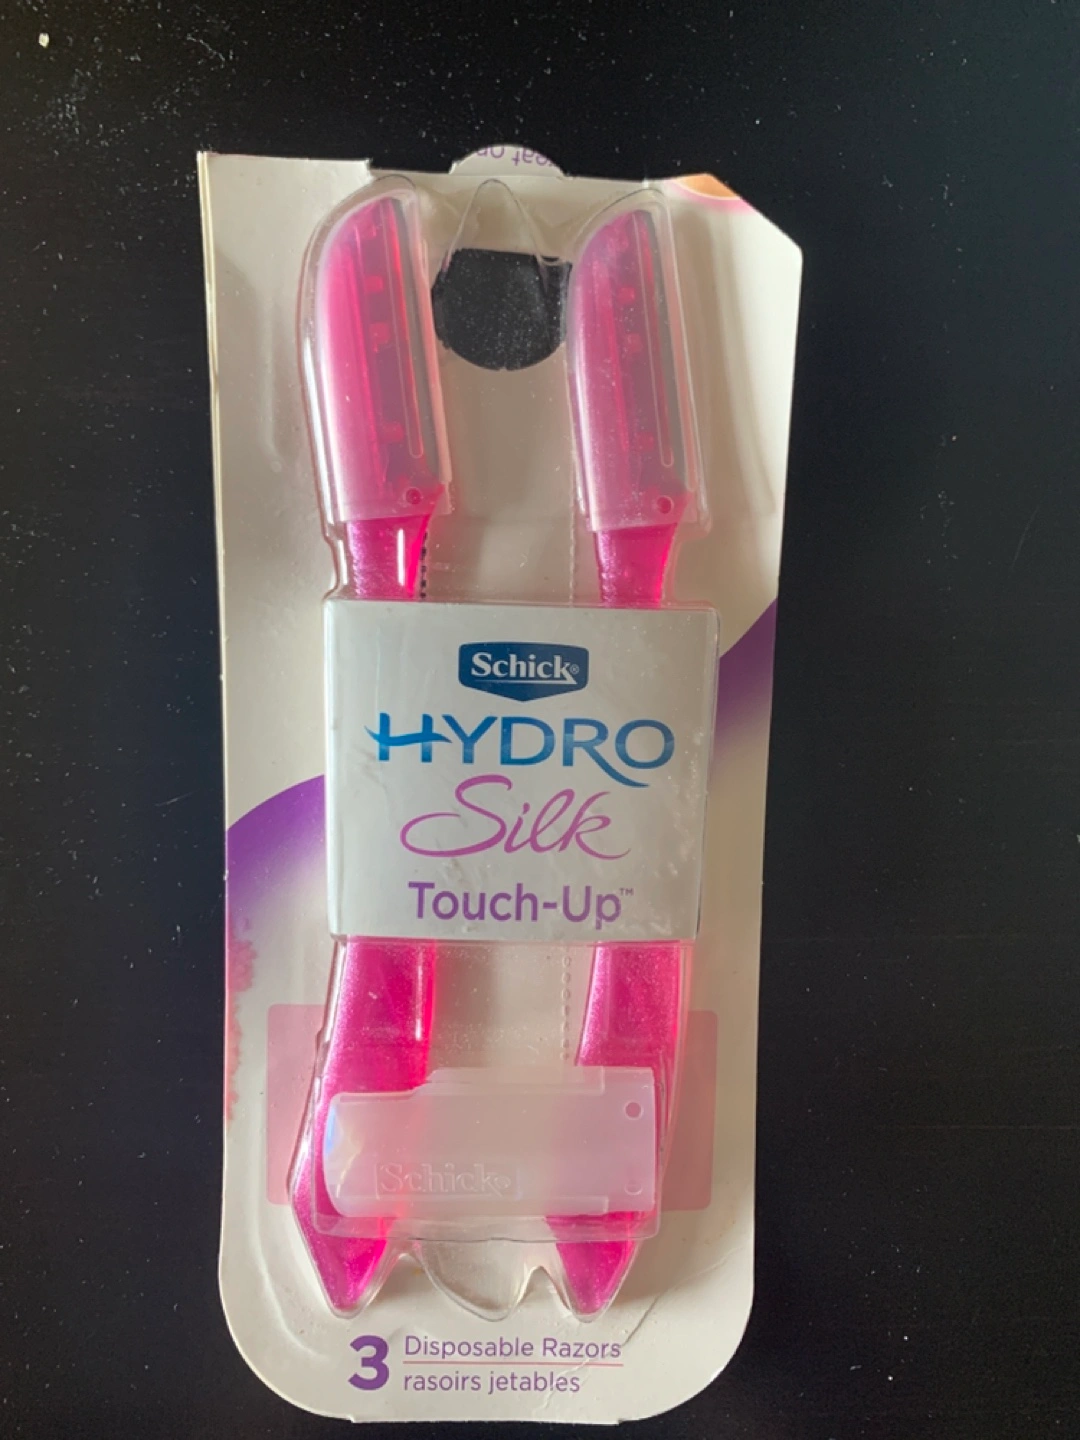 Schick®
HYDRO
Silk
Touch-Up™
Schick®
3 Disposable Razors
rasoirs jetables